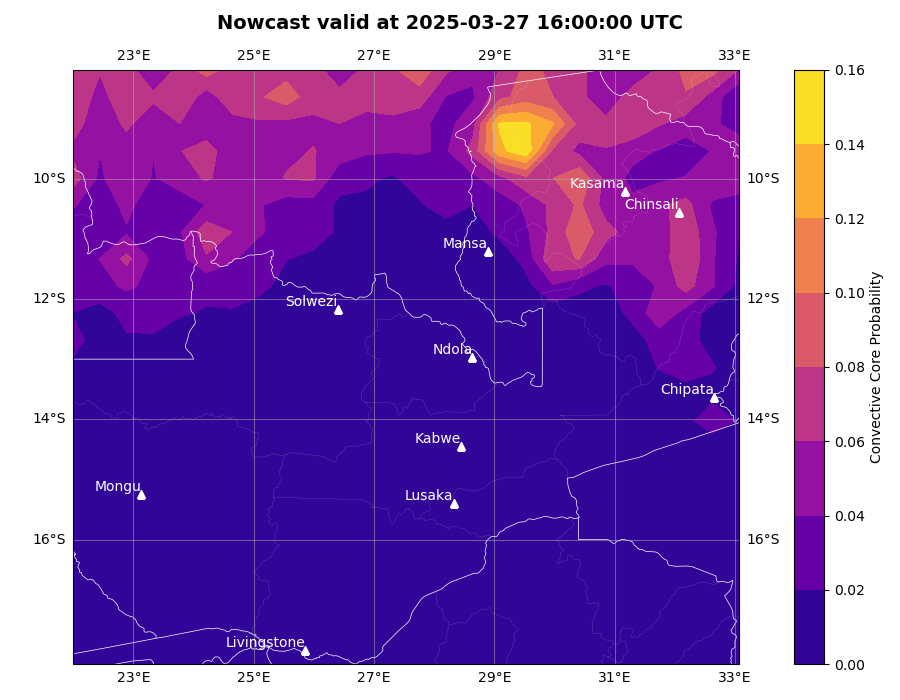 Nowcast valid at 2025-03-27 16:00:00 UTC
23°E 25°E 27°E 29°E 31°E 33°E
0.16
0.14
10°S Kasama 10°S
Chinsali
0.12
Mansa
12°S 12°S 0.10
Solwezi
Ndola
0.08
Chipata
14°S 14°S
Kabwe 0.06
Mongu
Lusaka
0.04
16°S 16°S
0.02
Livingstone
0.00
23°E 25°E 27°E 29°E 31°E 33°E
Convective Core Probability